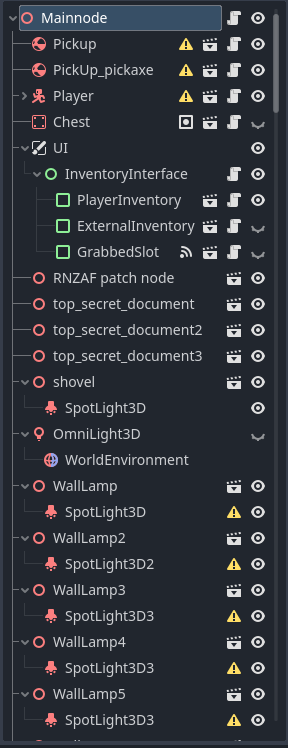 Mainnode
Pickup
PickUp_pickaxe
Player
Chest
UI
InventoryInterface
PlayerInventory
ExternalInventory
GrabbedSlot
RNZAF patch node
top_secret_document
top_secret_document2
top_secret_document3
shovel
SpotLight3D
OmniLight3D
WorldEnvironment
WallLamp
SpotLight3D
WallLamp2
SpotLight3D2
WallLamp3
SpotLight3D3
WallLamp4
SpotLight3D3
WallLamp5
SpotLight3D3